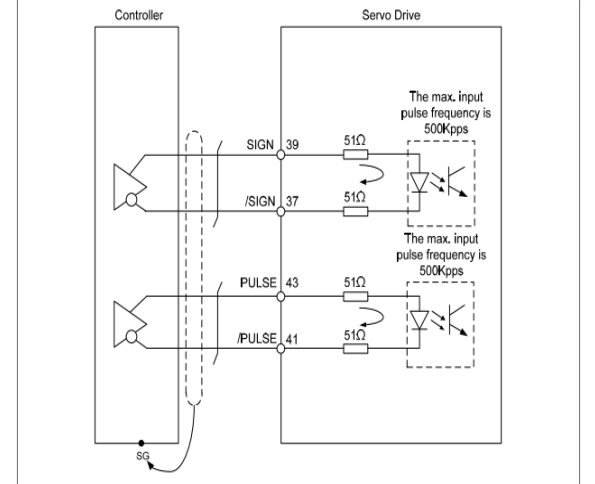 Controller
Servo Drive
The max. input
pulse frequency is
500Kpps
SIGN 39
51Ω
/SIGN 37
51Ω
The max. input
pulse frequency is
500Kpps
PULSE 43
51Ω
/PULSE 41
51Ω
SG